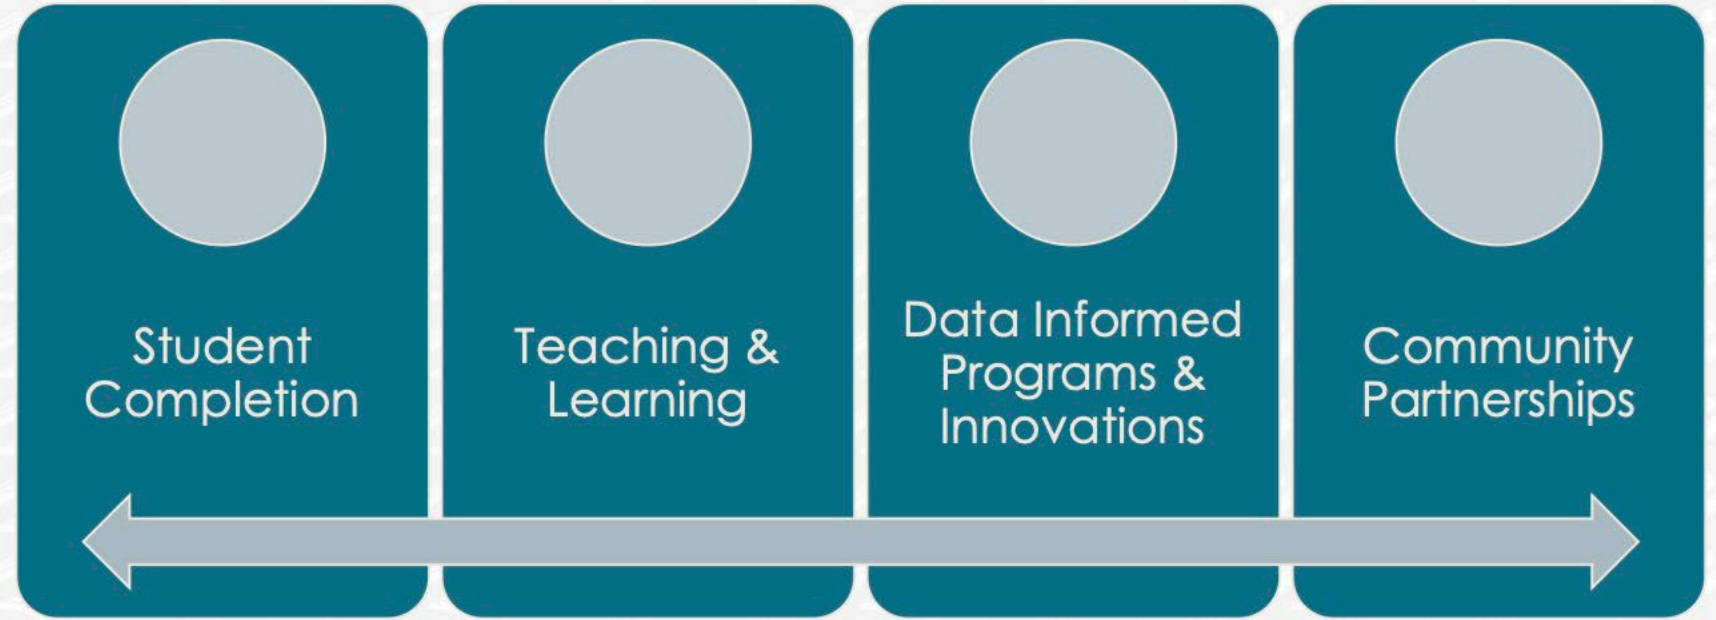 Student
Completion
Teaching &
Learning
Data Informed
Programs &
Innovations
Community
Partnerships